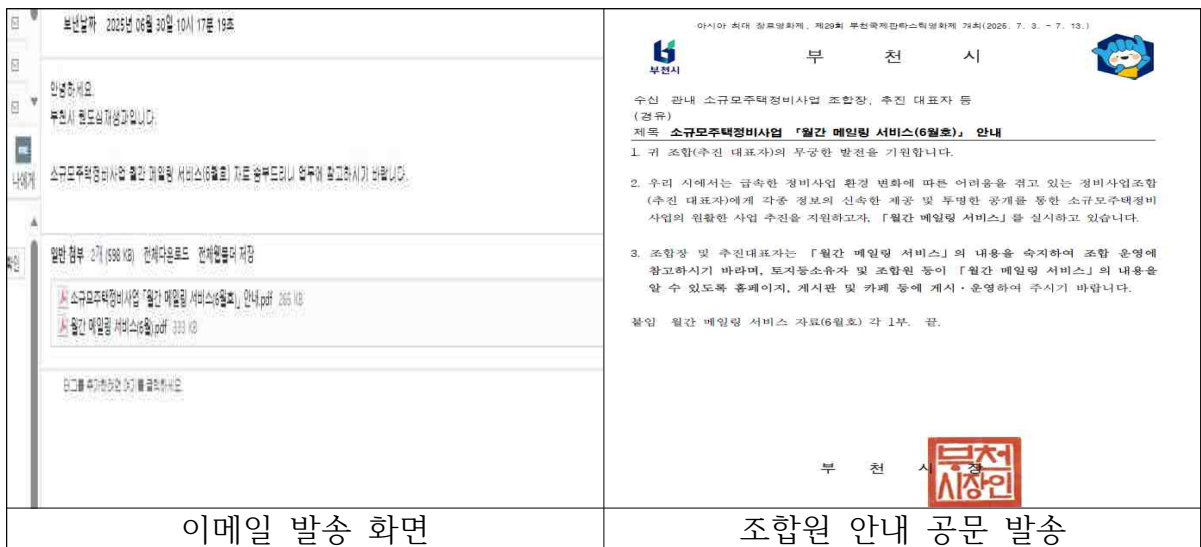 보낸날짜 2025년 06월 30일 10시 17분 19초
안녕하세요.
부천시 원도심재생과입니다.
소규모주택정비사업 월간 메일링 서비스(6월호) 자료 송부드리니 업무에 참고하시기 바랍니다.
나에게
확인
일반 첨부 2개 (598 KB) 전체다운로드 전체웹폴더 저장
소규모주택정비사업 「월간 메일링 서비스(6월호)」 안내.pdf 265 KB
월간 메일링 서비스(6월).pdf 333 KB
태그를 추가하려면 여기를 클릭하세요.
이메일 발송 화면
아시아 최대 장르영화제, 제29회 부천국제판타스틱영화제 개최(2025. 7. 3. ~ 7. 13.)
부천시
부 천 시
수신 관내 소규모주택정비사업 조합장, 추진 대표자 등
(경유)
제목 소규모주택정비사업 「월간 메일링 서비스(6월호)」 안내
1. 귀 조합(추진 대표자)의 무궁한 발전을 기원합니다.
2. 우리 시에서는 급속한 정비사업 환경 변화에 따른 어려움을 겪고 있는 정비사업조합
(추진 대표자)에게 각종 정보의 신속한 제공 및 투명한 공개를 통한 소규모주택정비
사업의 원활한 사업 추진을 지원하고자, 「월간 메일링 서비스」를 실시하고 있습니다.
3. 조합장 및 추진대표자는 「월간 메일링 서비스」의 내용을 숙지하여 조합 운영에
참고하시기 바라며, 토지등소유자 및 조합원 등이 「월간 메일링 서비스」의 내용을
알 수 있도록 홈페이지, 게시판 및 카페 등에 게시·운영하여 주시기 바랍니다.
붙임 월간 메일링 서비스 자료(6월호) 각 1부. 끝.
부 천 시 장
부천
시장인
조합원 안내 공문 발송